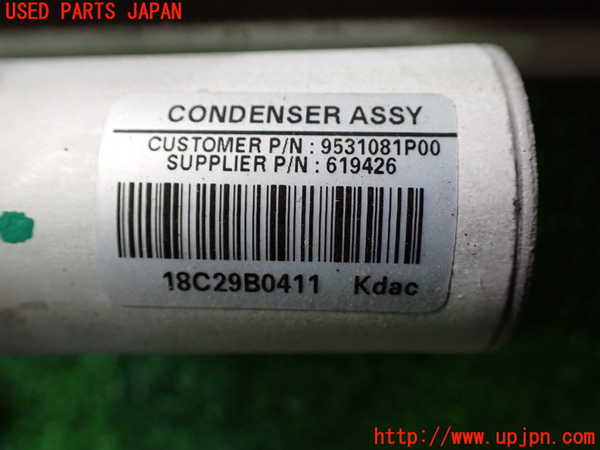 USED PARTS JAPAN
CONDENSER ASSY
CUSTOMER P/N : 9531081P00
SUPPLIER P/N : 619426
18C29B0411 Kdac
http://www.upjpn.com/